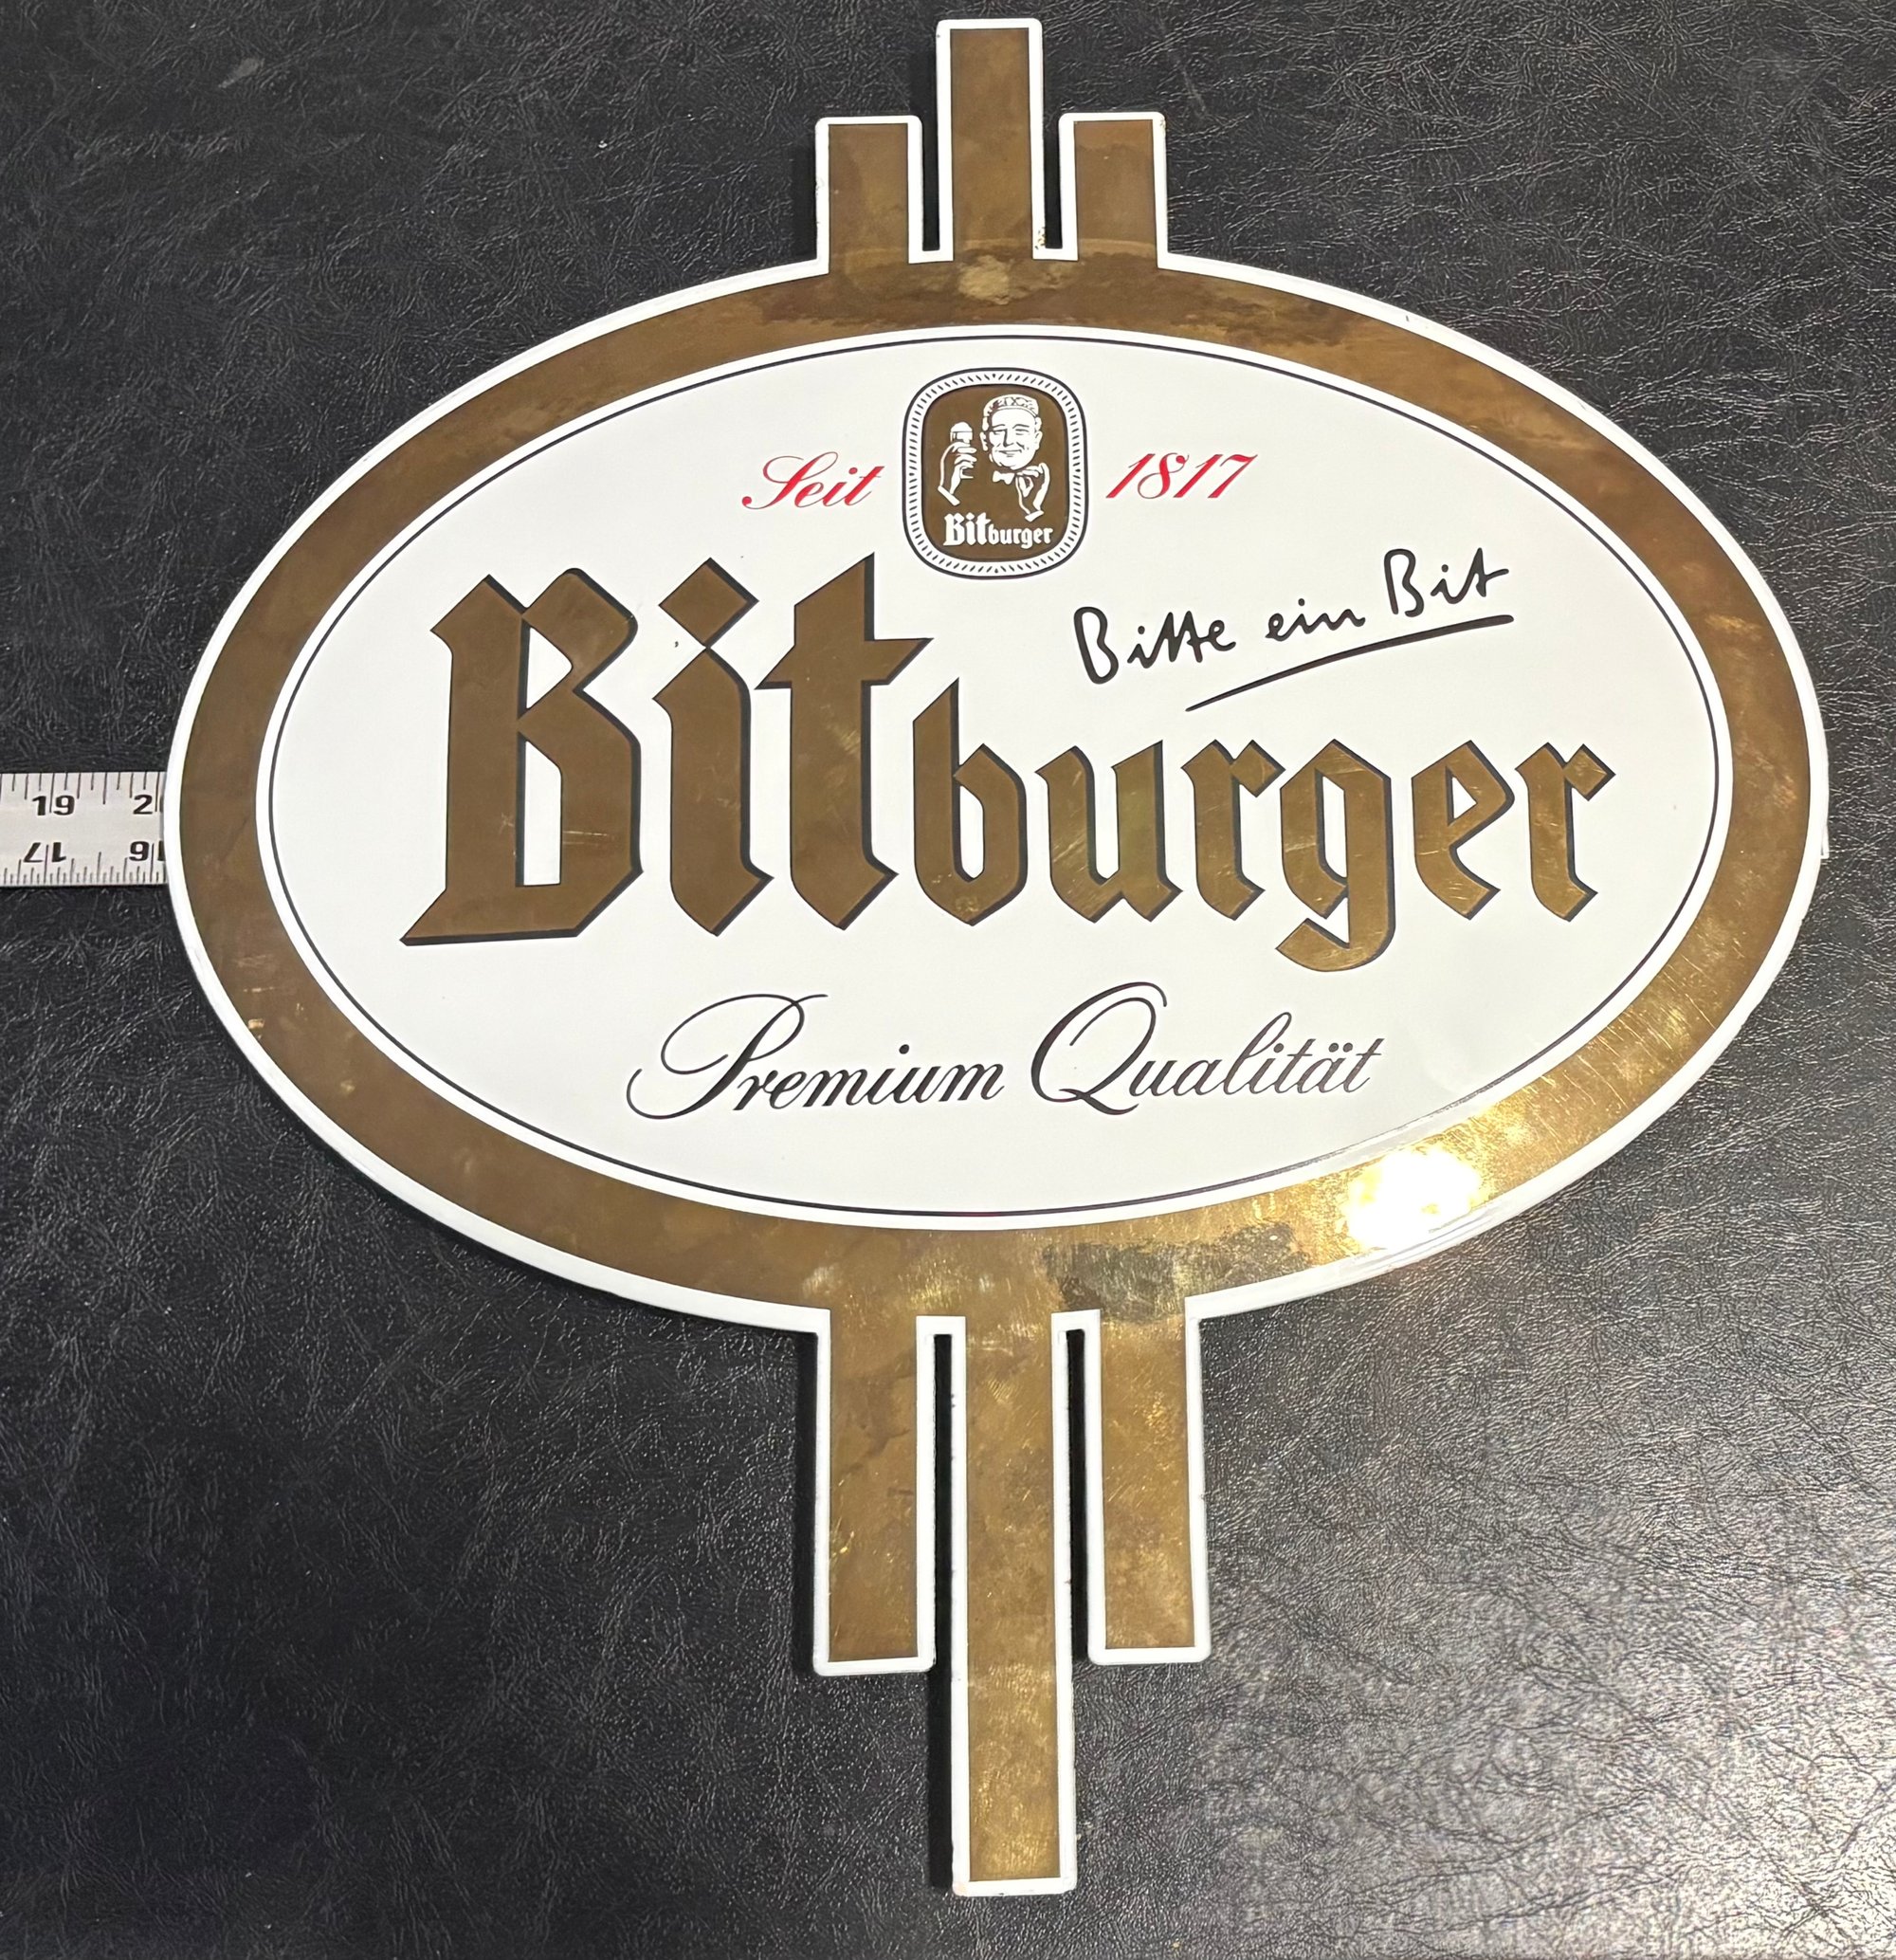 Seit 1817
Bitburger
Bitte ein Bit
Bitburger
Premium Qualität
19 2
17 16